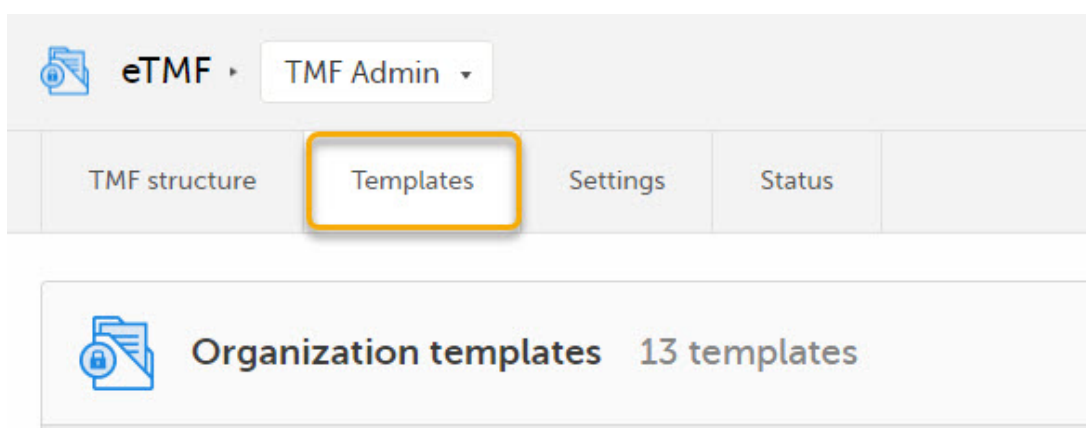 eTMF TMF Admin
TMF structure Templates Settings Status
Organization templates 13 templates